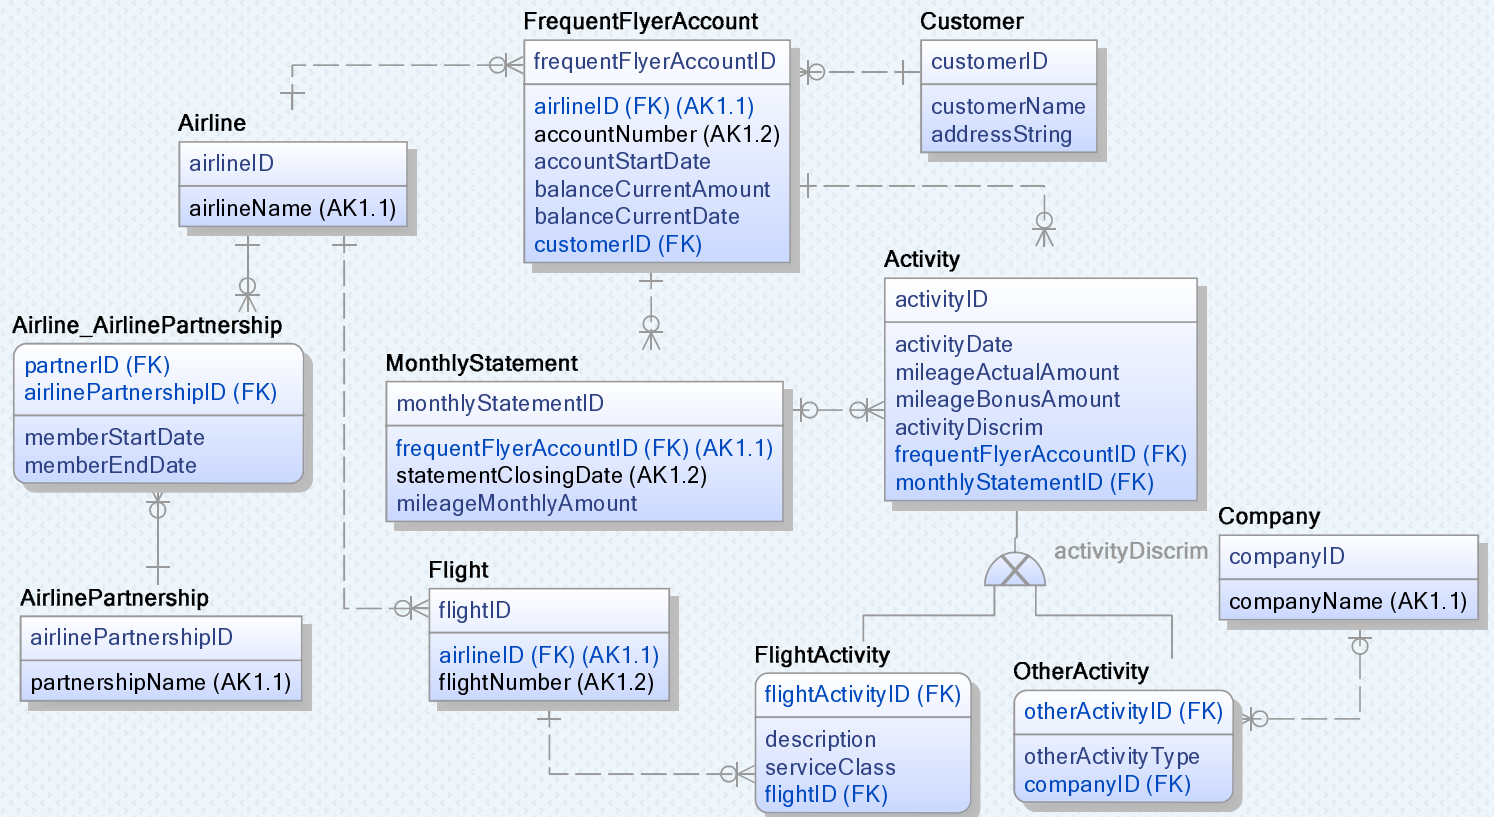 FrequentFlyerAccount
frequentFlyerAccountID
airlineID (FK) (AK1.1)
accountNumber (AK1.2)
accountStartDate
balanceCurrentAmount
balanceCurrentDate
customerID (FK)
Customer
customerID
customerName
addressString
Airline
airlineID
airlineName (AK1.1)
Activity
activityID
activityDate
mileageActualAmount
mileageBonusAmount
activityDiscrim
frequentFlyerAccountID (FK)
monthlyStatementID (FK)
Airline_AirlinePartnership
partnerID (FK)
airlinePartnershipID (FK)
memberStartDate
memberEndDate
MonthlyStatement
monthlyStatementID
frequentFlyerAccountID (FK) (AK1.1)
statementClosingDate (AK1.2)
mileageMonthlyAmount
activityDiscrim
Company
companyID
companyName (AK1.1)
AirlinePartnership
airlinePartnershipID
partnershipName (AK1.1)
Flight
flightID
airlineID (FK) (AK1.1)
flightNumber (AK1.2)
FlightActivity
flightActivityID (FK)
description
serviceClass
flightID (FK)
OtherActivity
otherActivityID (FK)
otherActivityType
companyID (FK)